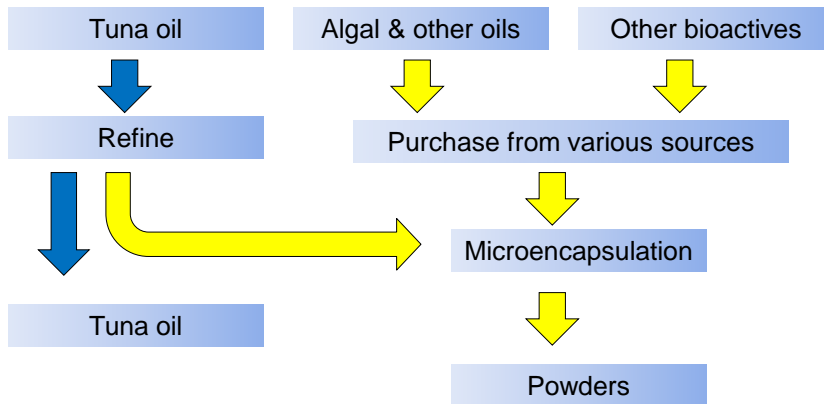 Tuna oil
Algal & other oils
Other bioactives
Refine
Purchase from various sources
Microencapsulation
Tuna oil
Powders